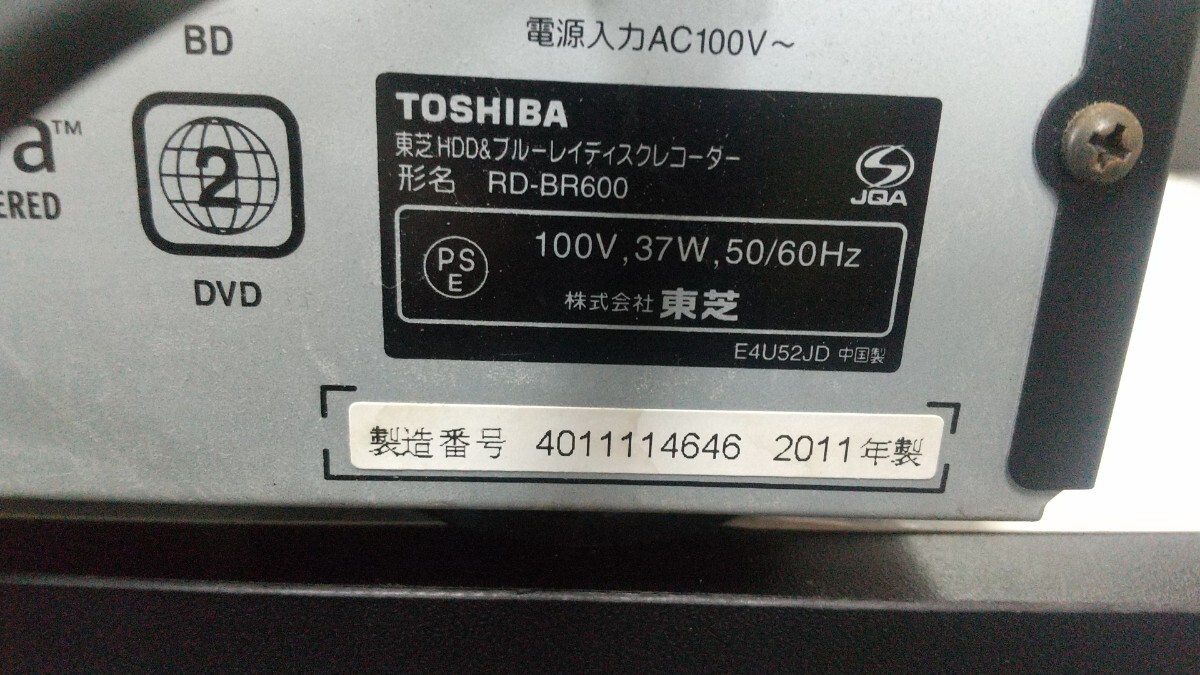 BD
電源入力AC100V～
a™
ERED
2
DVD
TOSHIBA
東芝HDD&ブルーレイディスクレコーダー
形名 RD-BR600
JQA
PS
E
100V,37W,50/60Hz
株式会社 東芝
E4U52JD 中国製
製造番号 4011114646 2011年製